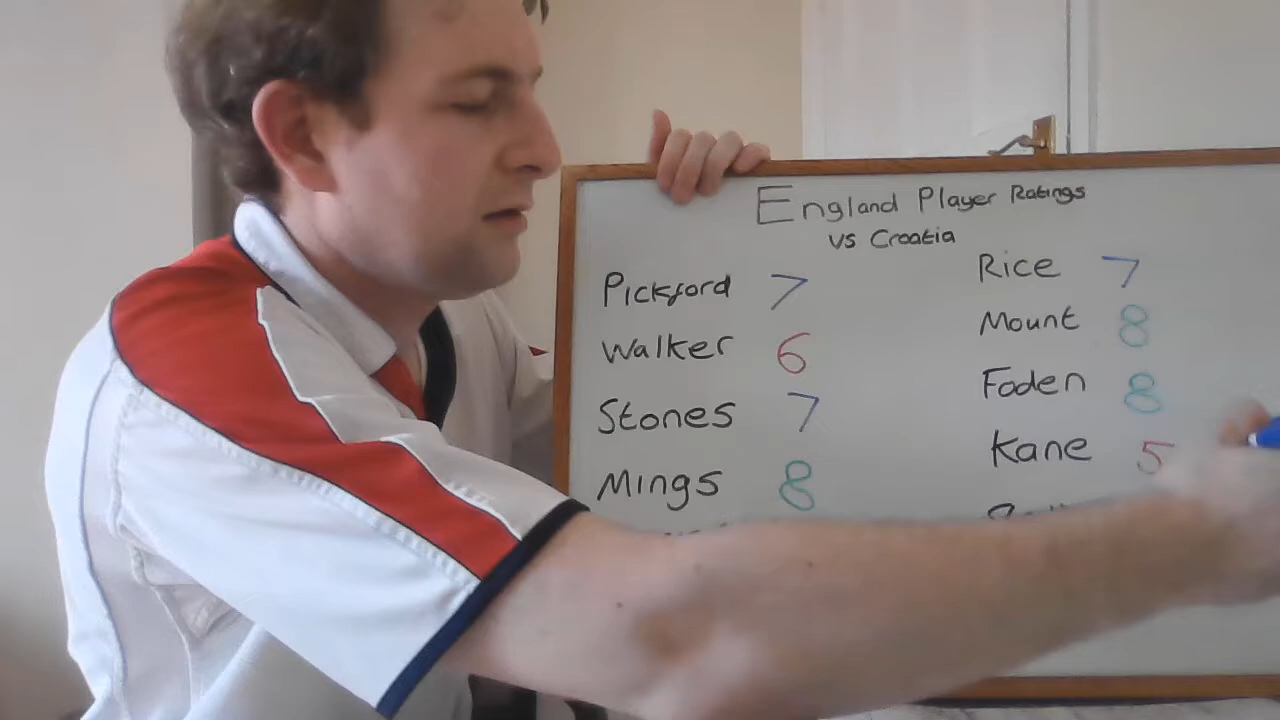 England Player Ratings
vs Croatia
Pickford 7
Walker 6
Stones 7
Mings 8
Rice 7
Mount 8
Foden 8
Kane 5